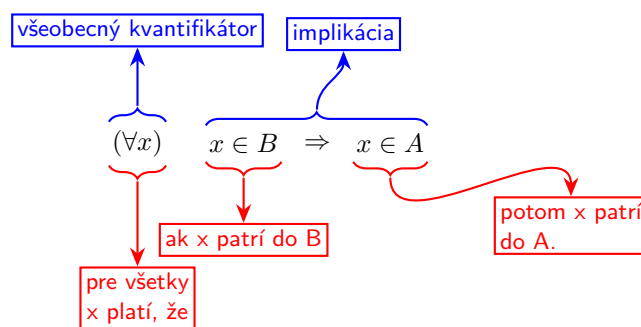 všeobecný kvantifikátor
implikácia
(∀x) x ∈ B ⇒ x ∈ A
ak x patrí do B
potom x patrí
do A.
pre všetky
x platí, že